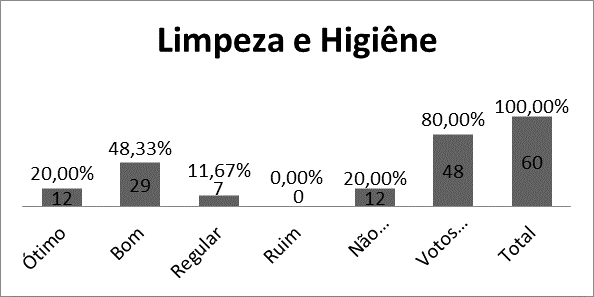 Limpeza e Higiêne
100,00%
80,00%
48,33%
20,00%
11,67%
0,00%
20,00%
12
29
7
0
12
48
60
Ótimo
Bom
Regular
Ruim
Não...
Votos...
Total